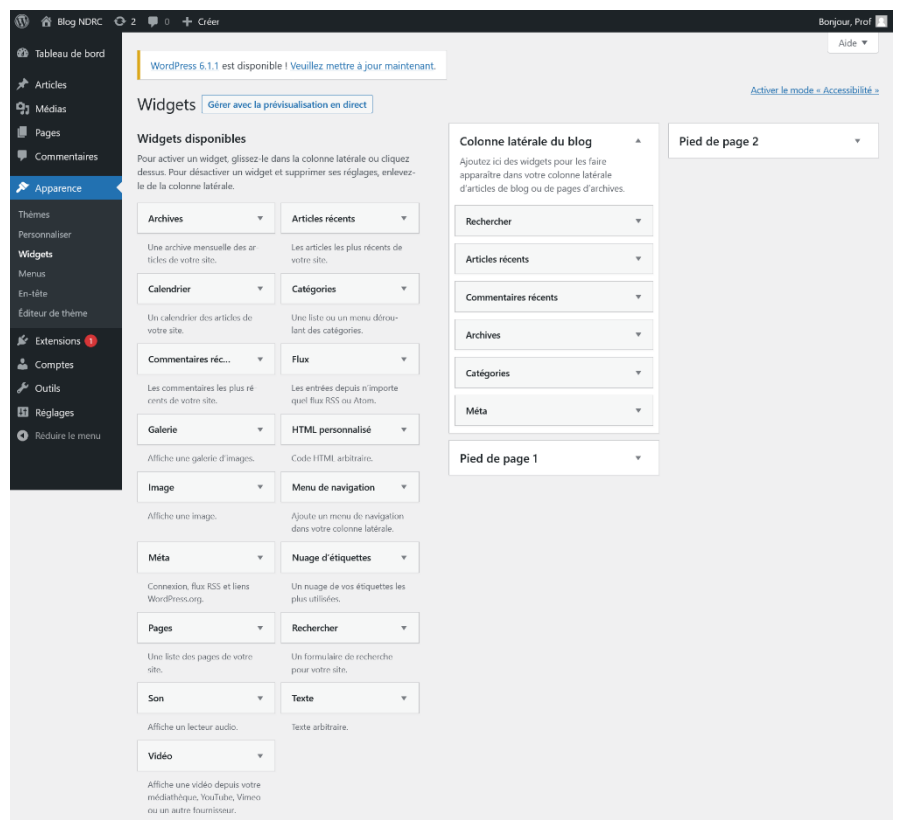 Blog NDRC 2 0 Créer Bonjour, Prof
Aide ▼
Tableau de bord
Articles
Médias
Pages
Commentaires
Apparence
Thèmes
Personnaliser
Widgets
Menus
En-tête
Éditeur de thème
Extensions 1
Comptes
Outils
Réglages
Réduire le menu
WordPress 6.1.1 est disponible ! Veuillez mettre à jour maintenant.
Activer le mode « Accessibilité »
Widgets Gérer avec la prévisualisation en direct
Widgets disponibles
Pour activer un widget, glissez-le dans la colonne latérale ou cliquez
dessus. Pour désactiver un widget et supprimer ses réglages, enlevez-
le de la colonne latérale.
Archives
Une archive mensuelle des ar-
ticles de votre site.
Articles récents
Les articles les plus récents de
votre site.
Calendrier
Un calendrier des articles de
votre site.
Catégories
Une liste ou un menu dérou-
lant des catégories.
Commentaires réc...
Les commentaires les plus ré
cents de votre site.
Flux
Les entrées depuis n'importe
quel flux RSS ou Atom.
Galerie
Affiche une galerie d'images.
HTML personnalisé
Code HTML arbitraire.
Image
Affiche une image.
Menu de navigation
Ajoute un menu de navigation
dans votre colonne latérale.
Méta
Connexion, flux RSS et liens
WordPress.org.
Nuage d'étiquettes
Un nuage de vos étiquettes les
plus utilisées.
Pages
Une liste des pages de votre
site.
Rechercher
Un formulaire de recherche
pour votre site.
Son
Affiche un lecteur audio.
Texte
Texte arbitraire.
Vidéo
Affiche une vidéo depuis votre
médiathèque, YouTube, Vimeo
ou un autre fournisseur.
Colonne latérale du blog
Ajoutez ici des widgets pour les faire
apparaître dans votre colonne latérale
d'articles de blog ou de pages d'archives.
Rechercher
Articles récents
Commentaires récents
Archives
Catégories
Méta
Pied de page 1
Pied de page 2